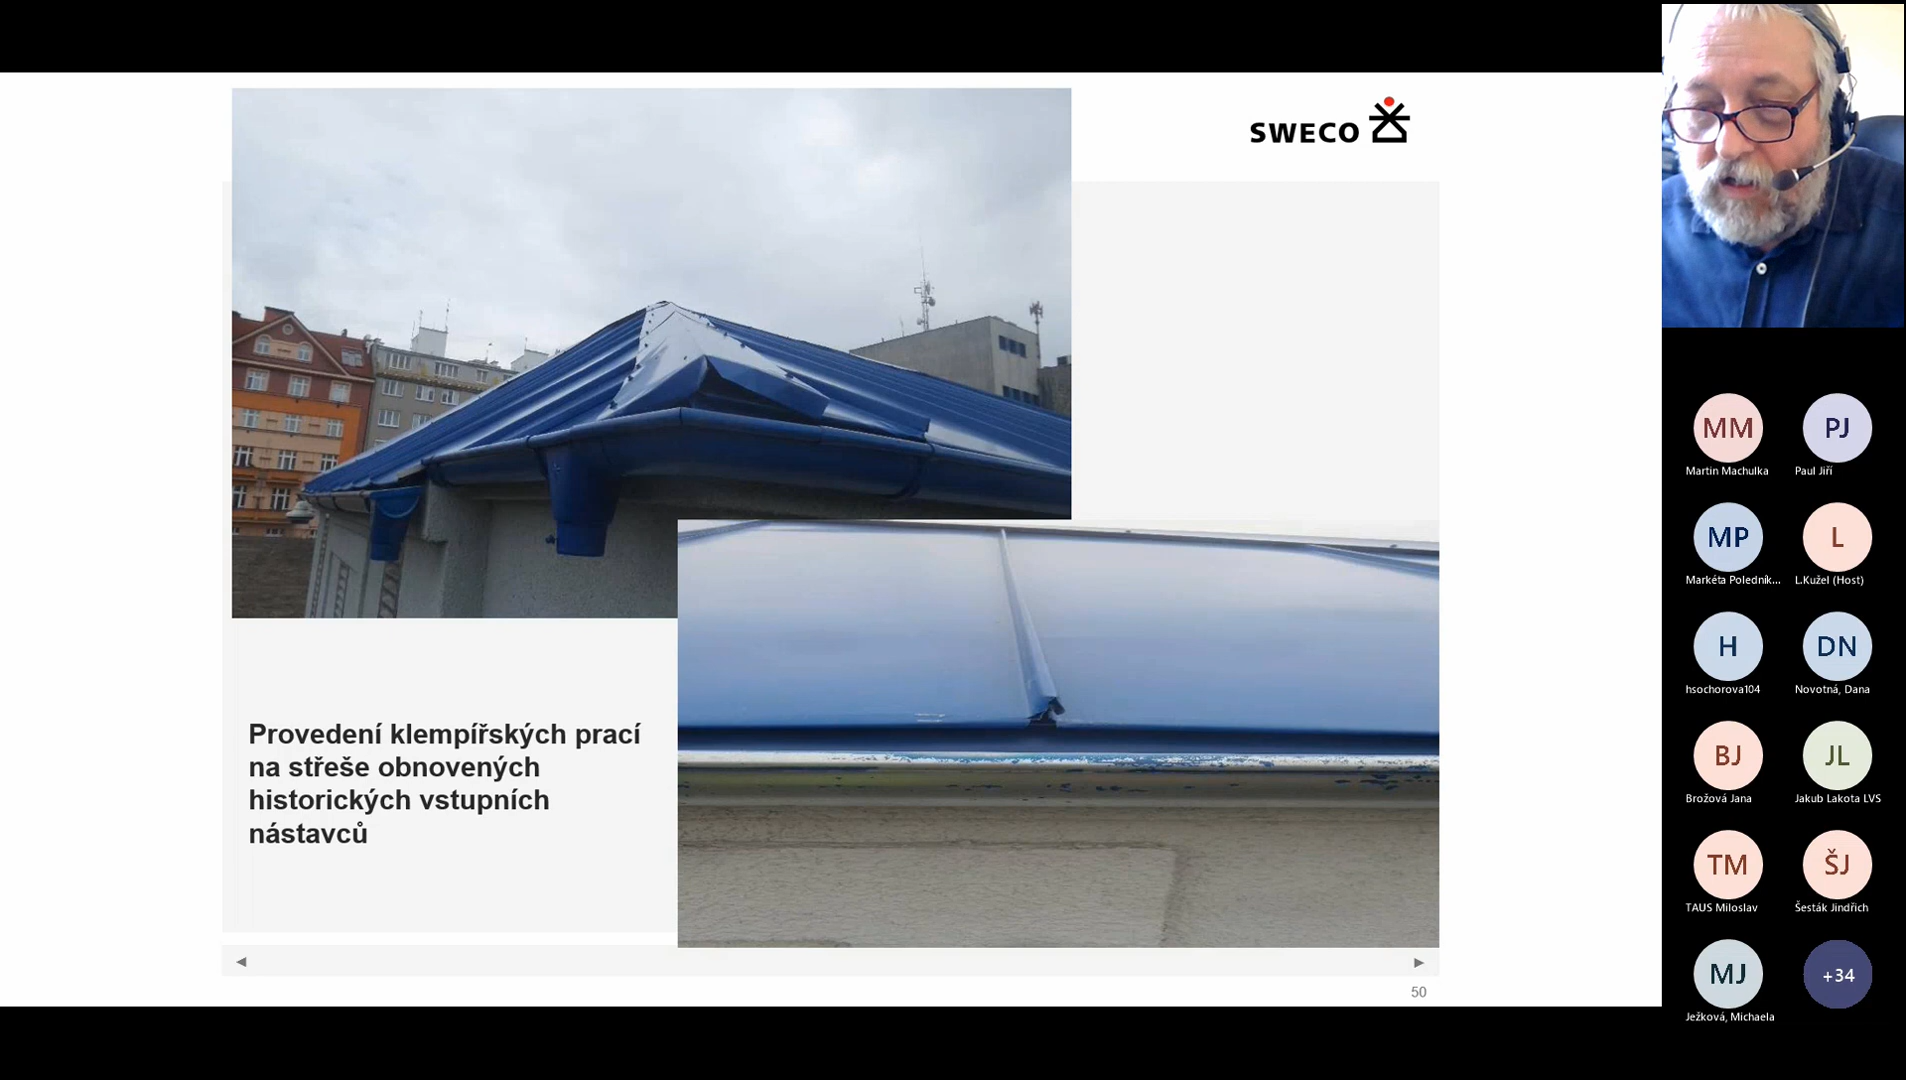 SWECO
Provedení klempířských prací
na střeše obnovených
historických vstupních
nástavců
50
MM
Martin Machulka
PJ
Paul Jiří
MP
Markéta Poledník...
L
L.Kužel (Host)
H
hsochorova104
DN
Novotná, Dana
BJ
Brožová Jana
JL
Jakub Lakota LVS
TM
TAUS Miloslav
ŠJ
Šesták Jindřich
MJ
Ježková, Michaela
+34